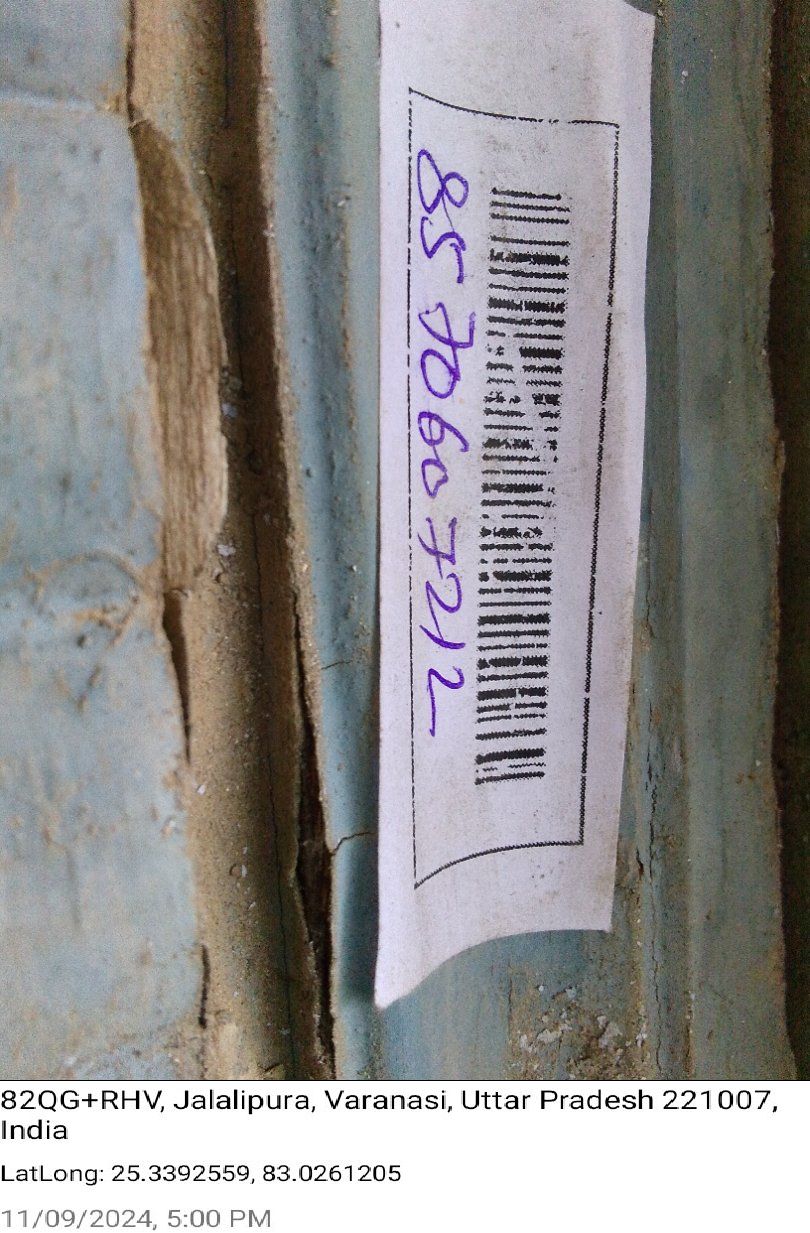 8570607212
82QG+RHV, Jalalipura, Varanasi, Uttar Pradesh 221007,
India
LatLong: 25.3392559, 83.0261205
11/09/2024, 5:00 PM